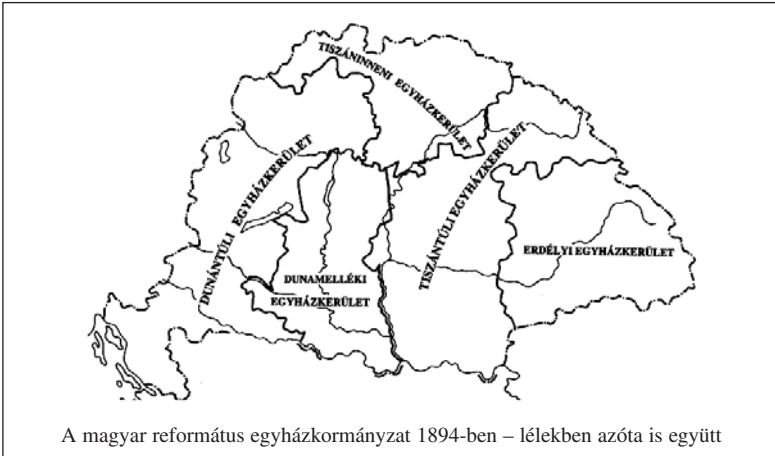 TISZÁNINNENI EGYHÁZKERÜLET
DUNÁNTÚLI EGYHÁZKERÜLET
TISZÁNTÚLI EGYHÁZKERÜLET
ERDÉLYI EGYHÁZKERÜLET
DUNAMELLÉKI
EGYHÁZKERÜLET
A magyar református egyházkormányzat 1894-ben – lélekben azóta is együtt